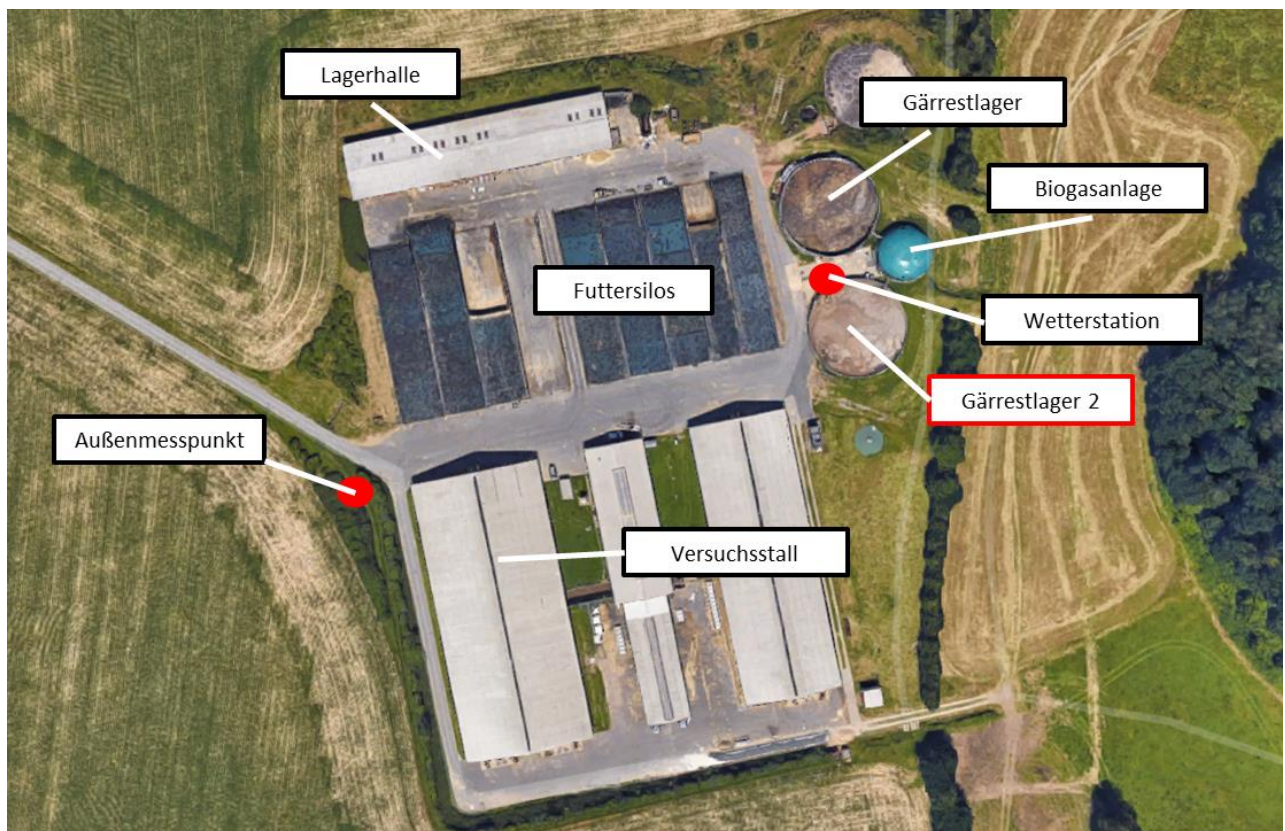 Lagerhalle
Gärrestlager
Biogasanlage
Futtersilos
Wetterstation
Gärrestlager 2
Außenmesspunkt
Versuchsstall